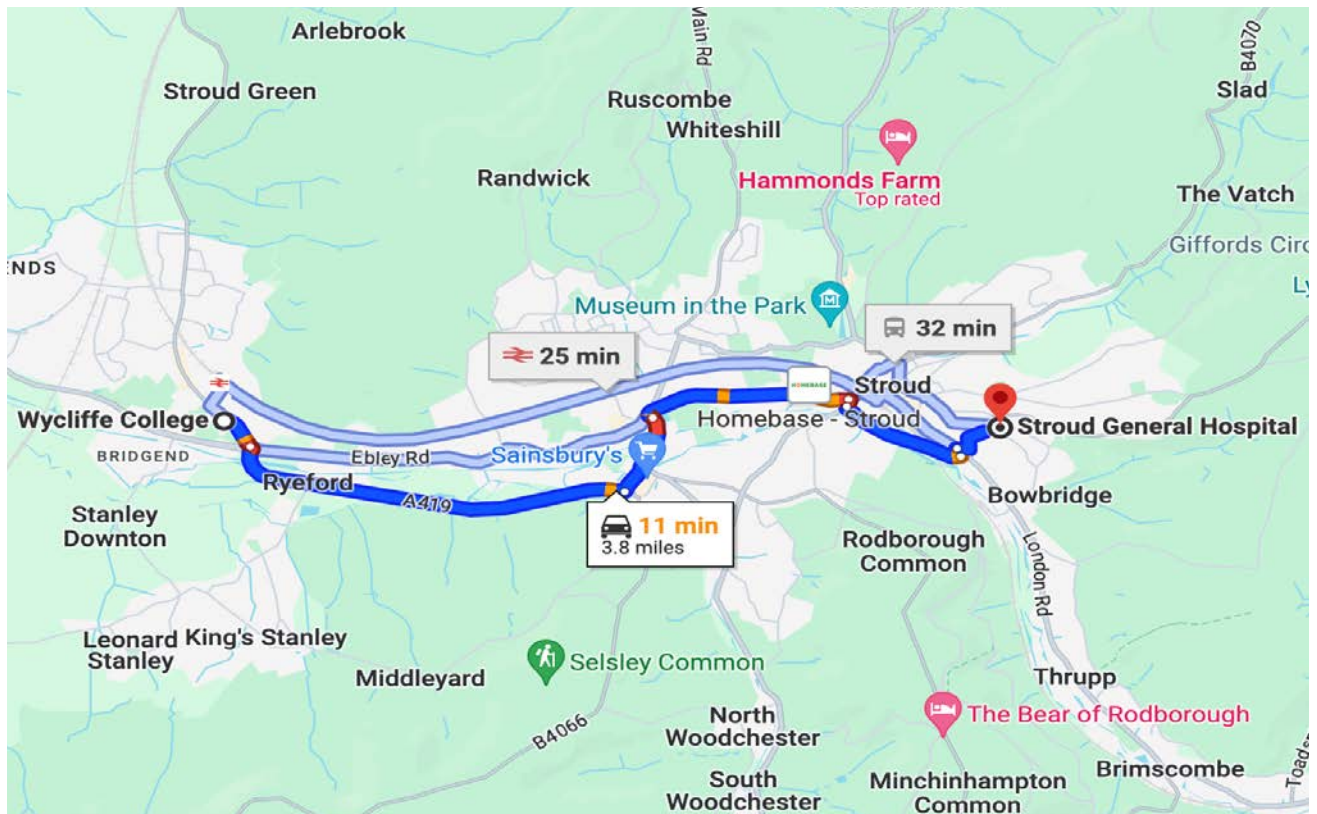 Arlebrook
Main Rd
B4070
Stroud Green
Ruscombe
Whiteshill
Slad
Randwick
Hammonds Farm
Top rated
The Vatch
Giffords Circ
ENDS
Museum in the Park
Ly
32 min
25 min
HOMEBASE
Stroud
Wycliffe College
Homebase - Stroud
Stroud General Hospital
BRIDGEND
Ebley Rd
Sainsbury's
Ryeford
A419
Bowbridge
Stanley
Downton
11 min
3.8 miles
Rodborough
Common
London Rd
Leonard
Stanley
King's Stanley
Middleyard
Selsley Common
Thrupp
B4066
North
Woodchester
The Bear of Rodborough
South
Woodchester
Minchinhampton
Common
Brimscombe
Toads